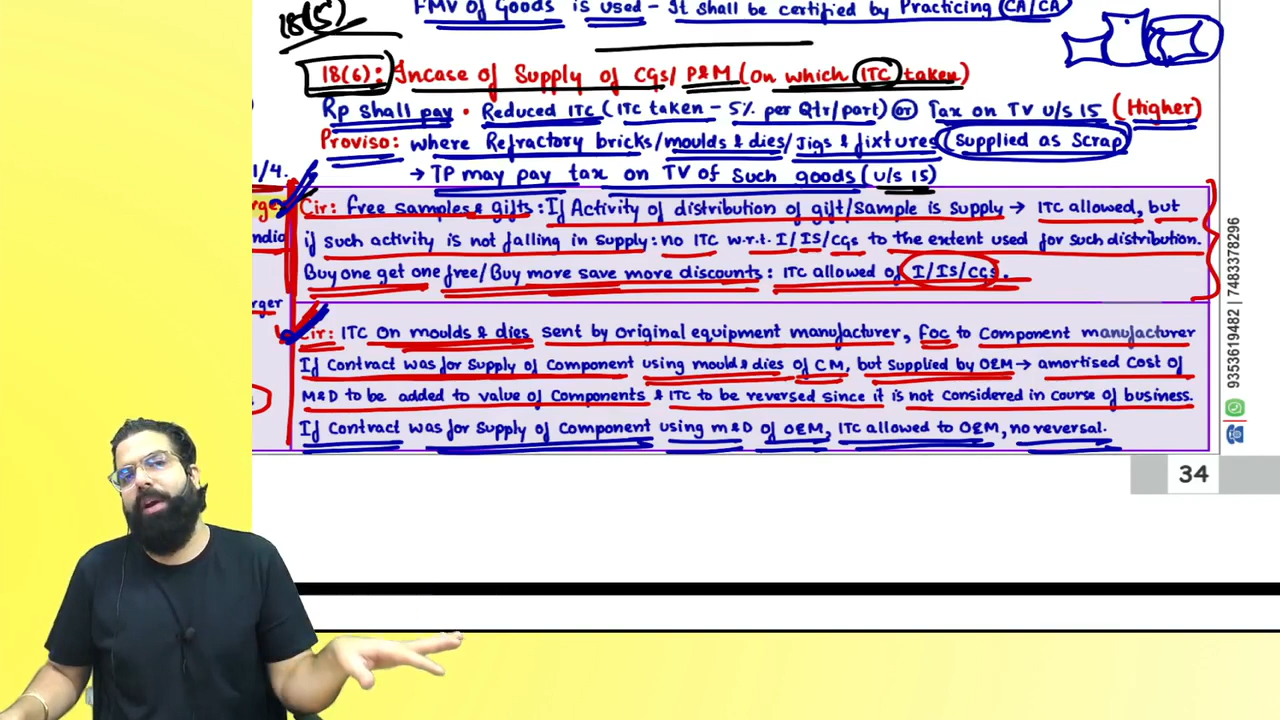 18(5)
FMV of Goods is used - It shall be certified by Practicing CA/CA
18(6): Incase of Supply of CGs/ P&M (on which ITC taken)
Rp shall pay • Reduced ITC (ITC taken - 5% per Qtr/part) or Tax on TV u/s 15 (Higher)
Proviso: where Refractory bricks/moulds & dies/Jigs & fixtures Supplied as Scrap
1/4.
→ TP may pay tax on TV of Such goods (u/s 15)
Cir: Free samples & gifts: If Activity of distribution of gift/sample is Supply → ITC allowed, but
if such activity is not falling in supply: no ITC w.r.t. I/IS/CGs to the extent used for such distribution.
Buy one get one free/Buy more save more discounts: ITC allowed of I/IS/CGs.
Cir: ITC on moulds & dies sent by original equipment manufacturer, FOC to Component manufacturer
If Contract was for Supply of Component using mould & dies of CM, but supplied by OEM → amortised Cost of
M&D to be added to value of Components & ITC to be reversed since it is not considered in course of business.
If Contract was for Supply of Component using M&D of OEM, ITC allowed to OEM, no reversal.
9353619482 | 7483378296
34